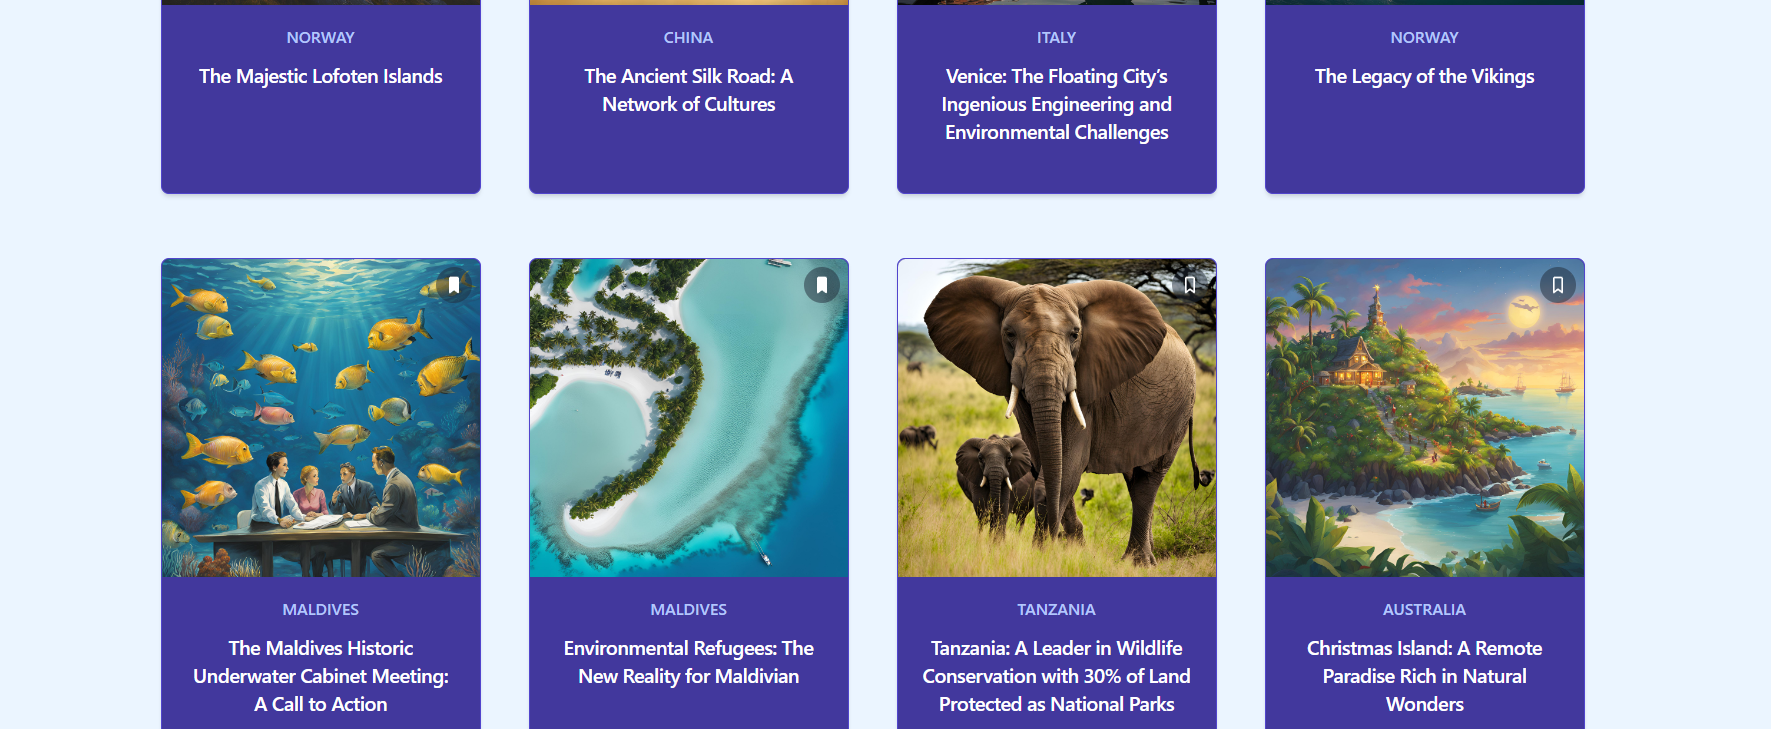 NORWAY
The Majestic Lofoten Islands
CHINA
The Ancient Silk Road: A
Network of Cultures
ITALY
Venice: The Floating City’s
Ingenious Engineering and
Environmental Challenges
NORWAY
The Legacy of the Vikings
MALDIVES
The Maldives Historic
Underwater Cabinet Meeting:
A Call to Action
MALDIVES
Environmental Refugees: The
New Reality for Maldivian
TANZANIA
Tanzania: A Leader in Wildlife
Conservation with 30% of Land
Protected as National Parks
AUSTRALIA
Christmas Island: A Remote
Paradise Rich in Natural
Wonders